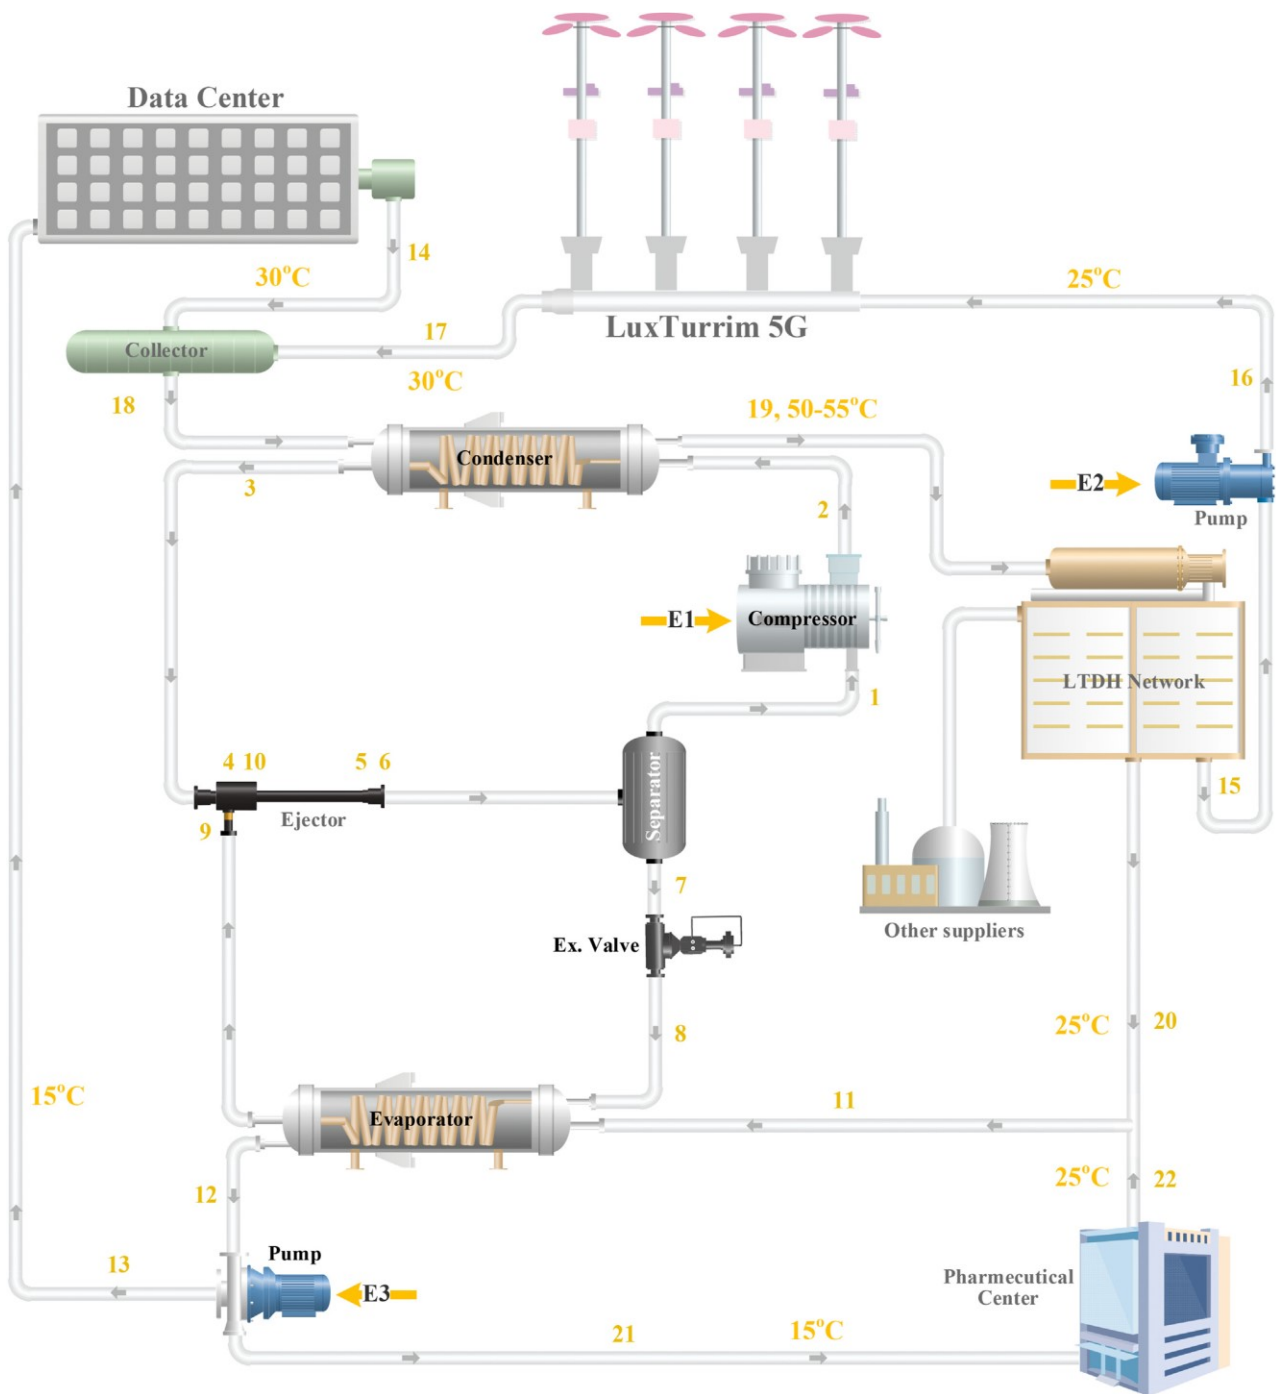 Data Center
14
30°C
25°C
LuxTurrim 5G
17
Collector
30°C
16
18
19, 50-55°C
Condenser
3
2
E2
Pump
E1
Compressor
LTDH Network
1
4 10
5 6
Separator
15
Ejector
9
7
Ex. Valve
Other suppliers
8
25°C
20
15°C
11
Evaporator
25°C
22
12
Pump
13
E3
Pharmecutical
Center
21
15°C